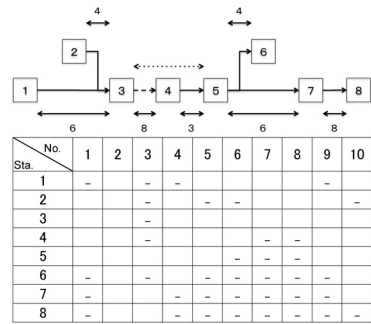 4 4
2 6
1 3 4 5 7 8
6 8 3 6 8
No.
Sta.
1 2 3 4 5 6 7 8 9 10
1 – – – –
2 – – – –
3 –
4 – – –
5 – – –
6 – – – – – – –
7 – – – – – – –
8 – – – – – – – –